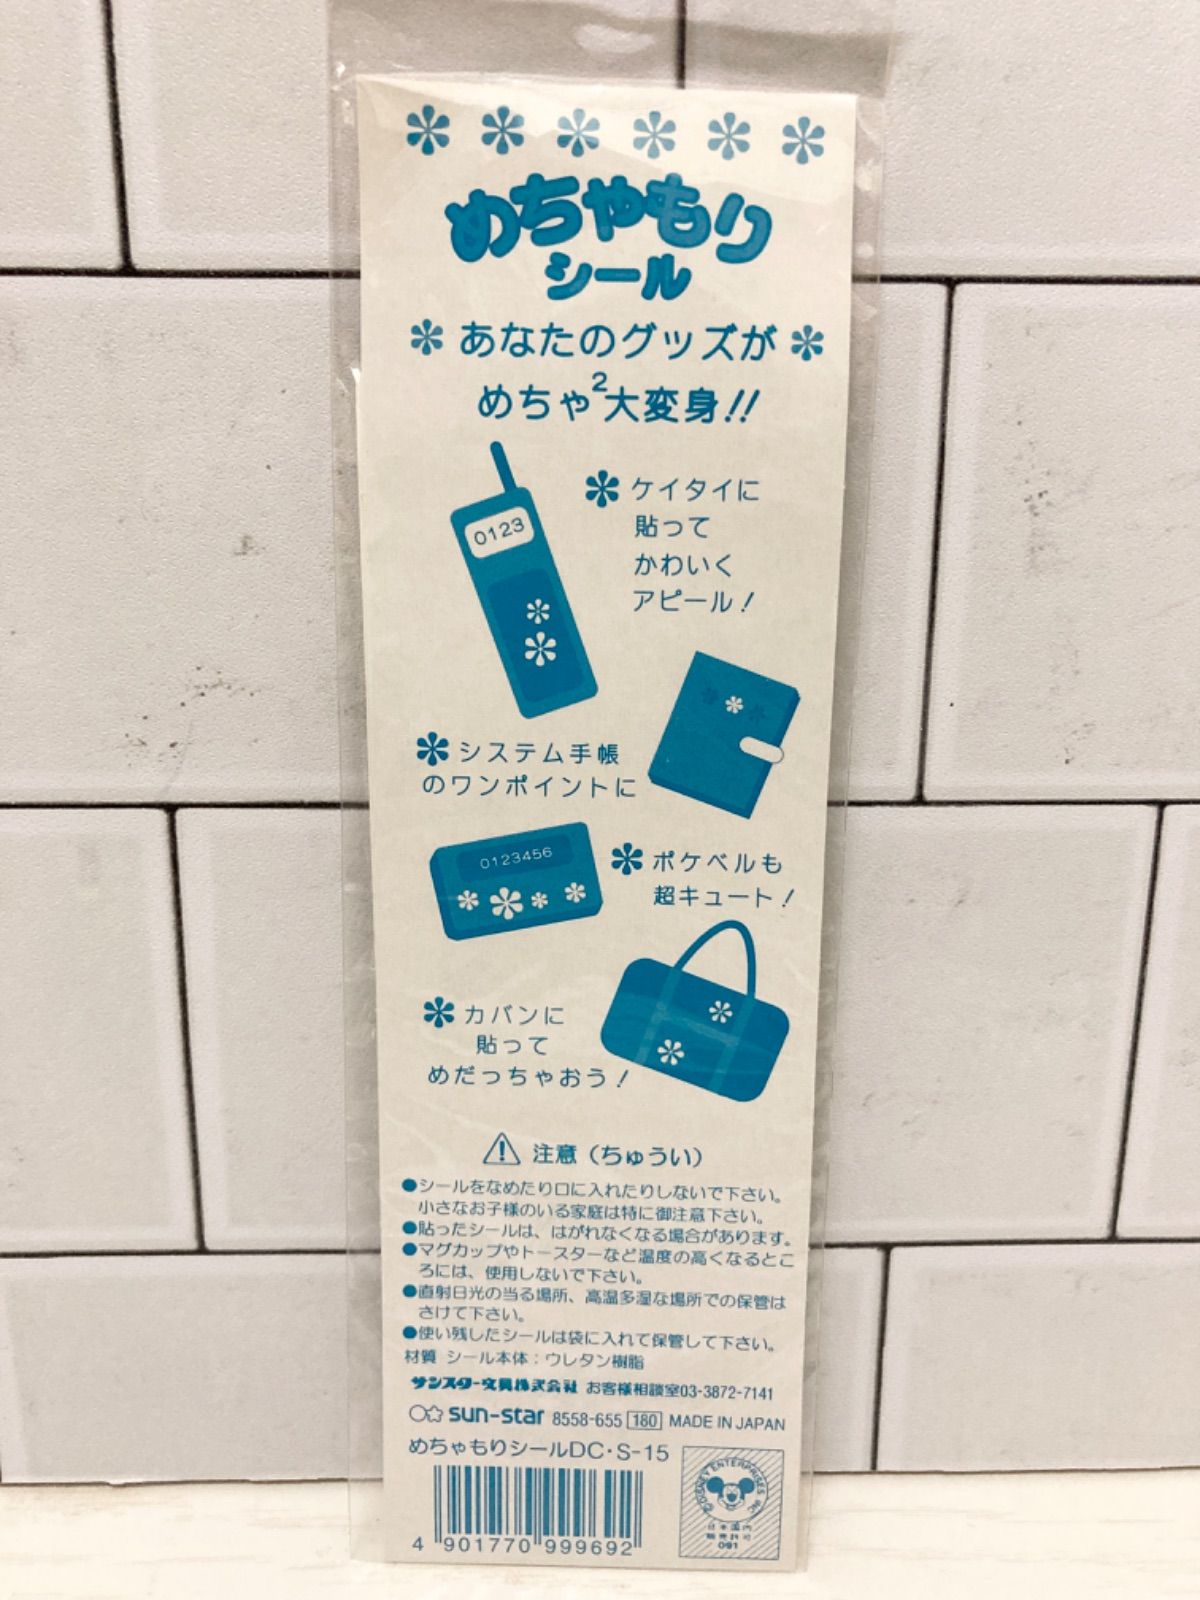 めちゃもり
シール
あなたのグッズが
めちゃ²大変身!!
0123
ケイタイに
貼って
かわいく
アピール!
システム手帳
のワンポイントに
0123456
ポケベルも
超キュート!
カバンに
貼って
めだっちゃおう!
注意(ちゅうい)
●シールをなめたり口に入れたりしないで下さい。
小さなお子様のいる家庭は特に御注意下さい。
●貼ったシールは、はがれなくなる場合があります。
●マグカップやトースターなど温度の高くなるとこ
ろには、使用しないで下さい。
●直射日光の当る場所、高温多湿な場所での保管は
さけて下さい。
●使い残したシールは袋に入れて保管して下さい。
材質 シール本体:ウレタン樹脂
サンスター文具株式会社 お客様相談室03-3872-7141
sun-star 8558-655 180 MADE IN JAPAN
めちゃもりシールDC・S-15
4 901770 999692
©DISNEY ENTERPRISES, INC.
日本国内
販売許可
091